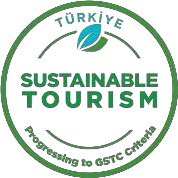 TÜRKİYE
SUSTAINABLE
TOURISM
Progressing to GSTC Criteria